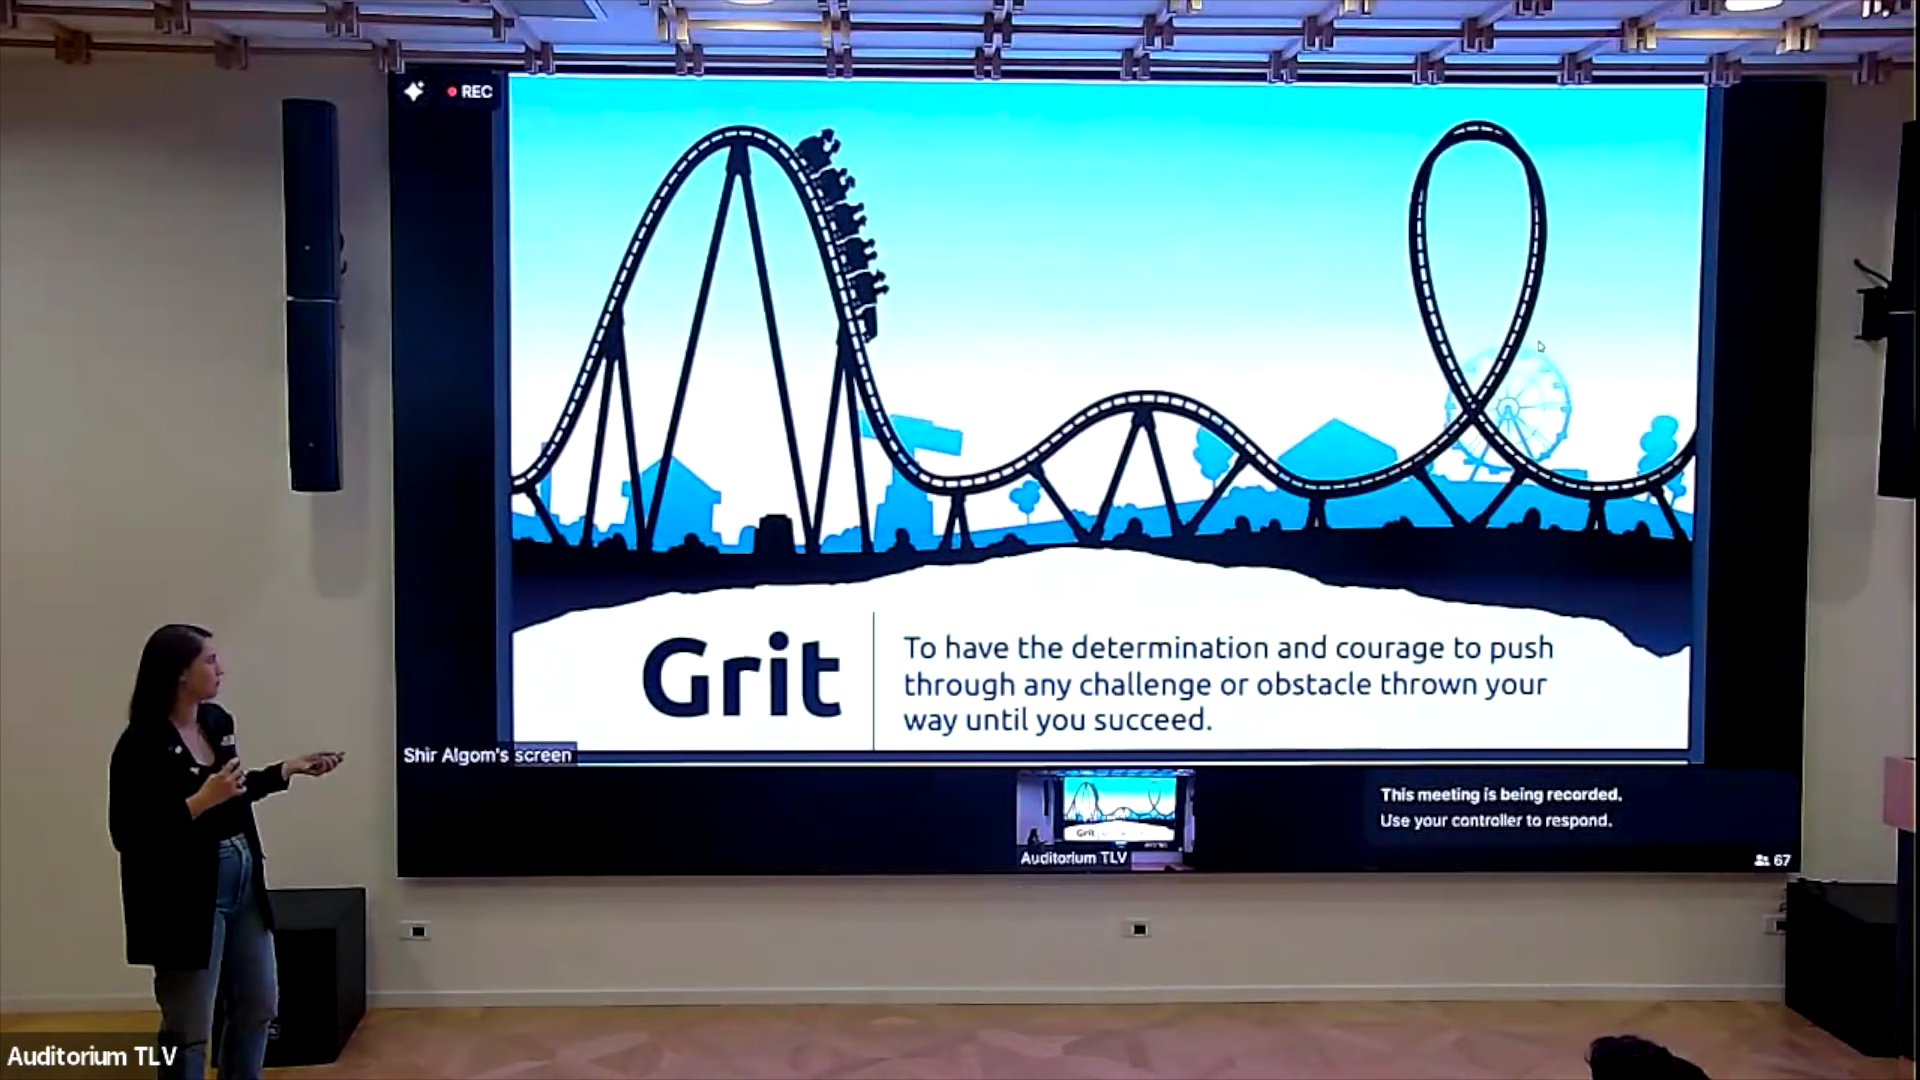 REC
Grit
To have the determination and courage to push
through any challenge or obstacle thrown your
way until you succeed.
Shir Algom's screen
Grit
Auditorium TLV
This meeting is being recorded.
Use your controller to respond.
67
Auditorium TLV